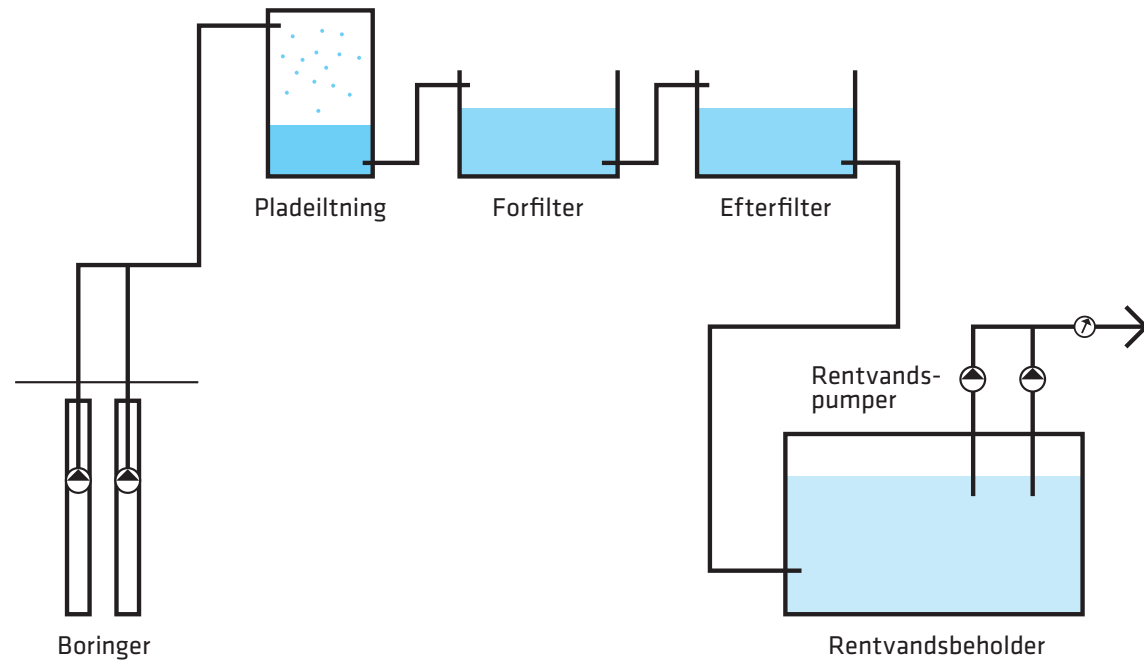 Pladeiltning
Forfilter
Efterfilter
Rentvands-
pumper
Boringer
Rentvandsbeholder